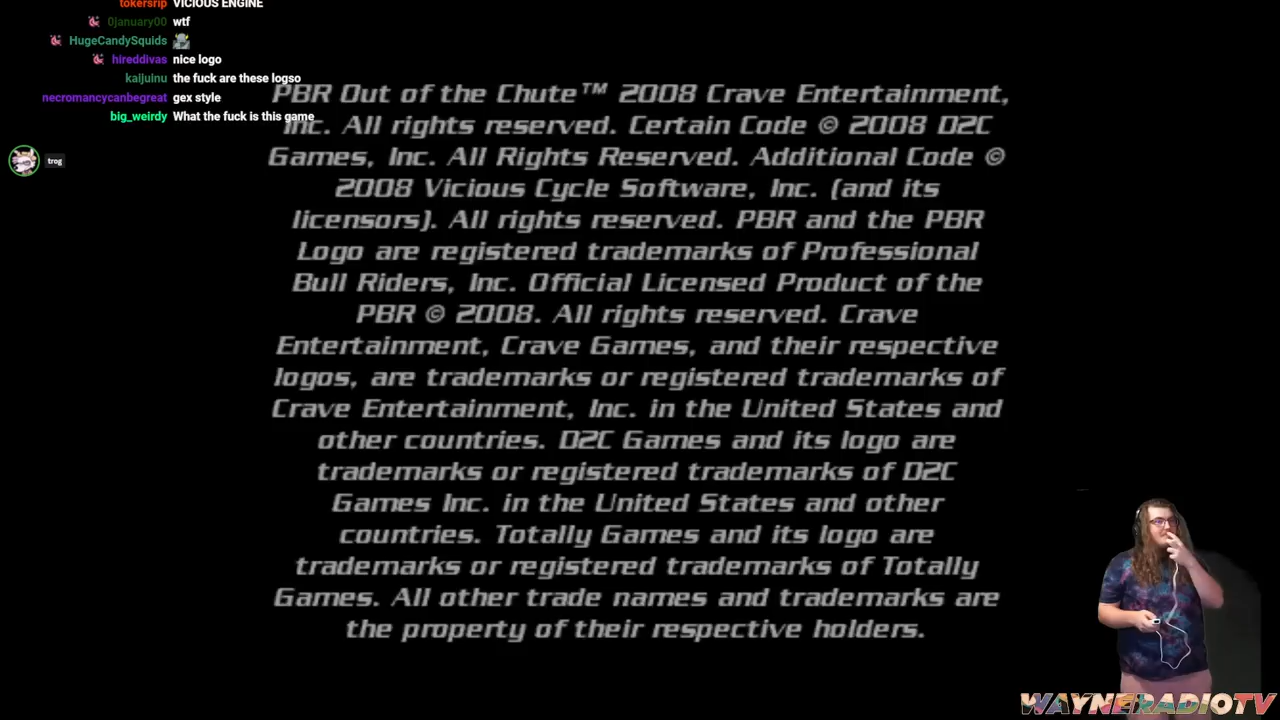 tokersrip VICIOUS ENGINE
0january00 wtf
HugeCandySquids
hireddivas nice logo
kaijuinu the fuck are these logso
necromancycanbegreat gex style
big_weirdy What the fuck is this game
trog
PBR Out of the Chute™ 2008 Crave Entertainment,
Inc. All rights reserved. Certain Code © 2008 D2C
Games, Inc. All Rights Reserved. Additional Code ©
2008 Vicious Cycle Software, Inc. (and its
licensors). All rights reserved. PBR and the PBR
Logo are registered trademarks of Professional
Bull Riders, Inc. Official Licensed Product of the
PBR © 2008. All rights reserved. Crave
Entertainment, Crave Games, and their respective
logos, are trademarks or registered trademarks of
Crave Entertainment, Inc. in the United States and
other countries. D2C Games and its logo are
trademarks or registered trademarks of D2C
Games Inc. in the United States and other
countries. Totally Games and its logo are
trademarks or registered trademarks of Totally
Games. All other trade names and trademarks are
the property of their respective holders.
WAYNERADIOTV